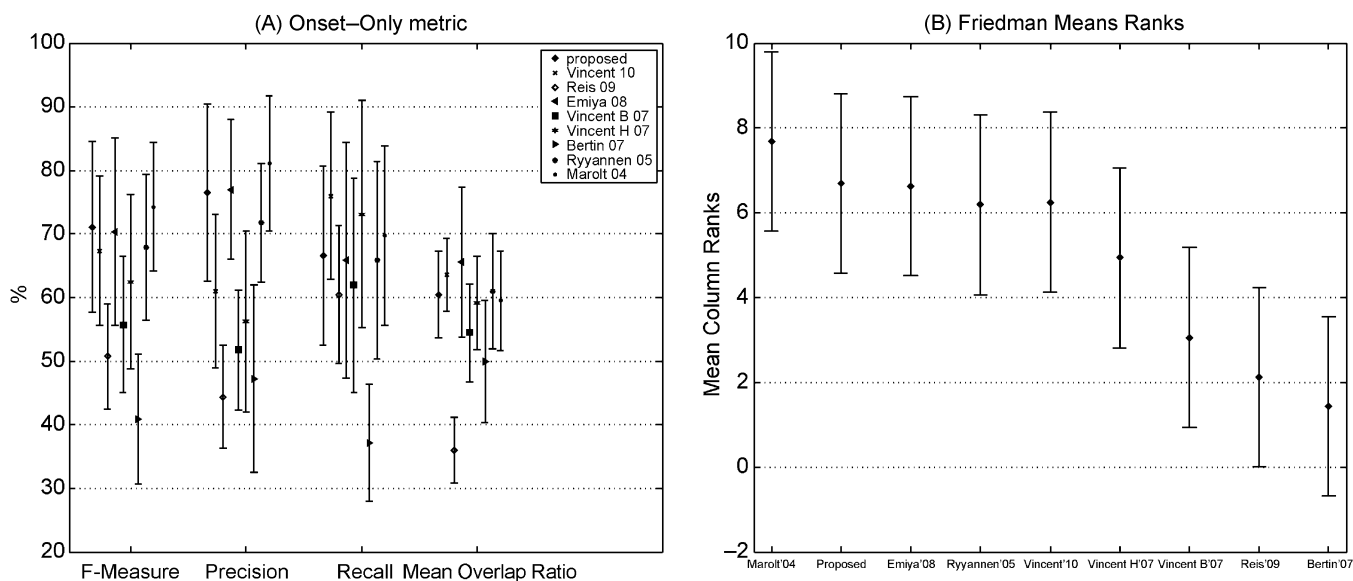 (A) Onset–Only metric
100
90
80
70
60
50
40
30
20
%
F-Measure Precision Recall Mean Overlap Ratio
proposed
Vincent 10
Reis 09
Emiya 08
Vincent B 07
Vincent H 07
Bertin 07
Ryyannen 05
Marolt 04
(B) Friedman Means Ranks
10
8
6
4
2
0
–2
Mean Column Ranks
Marolt'04 Proposed Emiya'08 Ryyannen'05 Vincent'10 Vincent H'07 Vincent B'07 Reis'09 Bertin'07